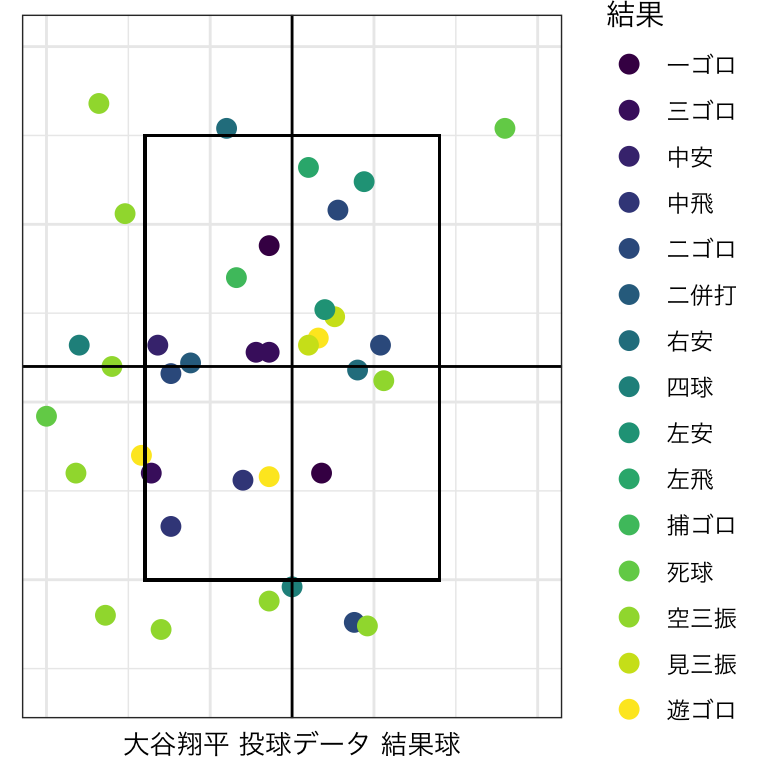 結果
一ゴロ
三ゴロ
中安
中飛
二ゴロ
二併打
右安
四球
左安
左飛
捕ゴロ
死球
空三振
見三振
遊ゴロ
大谷翔平 投球データ 結果球